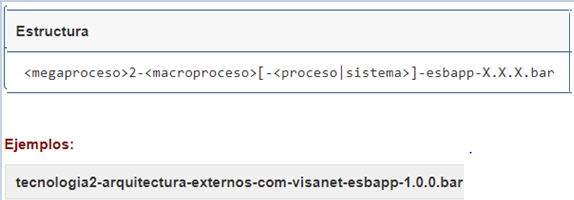 Estructura
<megaproceso>2-<macroproceso>[-<proceso|sistema>]-esbapp-X.X.X.bar
Ejemplos:
tecnologia2-arquitectura-externos-com-visanet-esbapp-1.0.0.bar